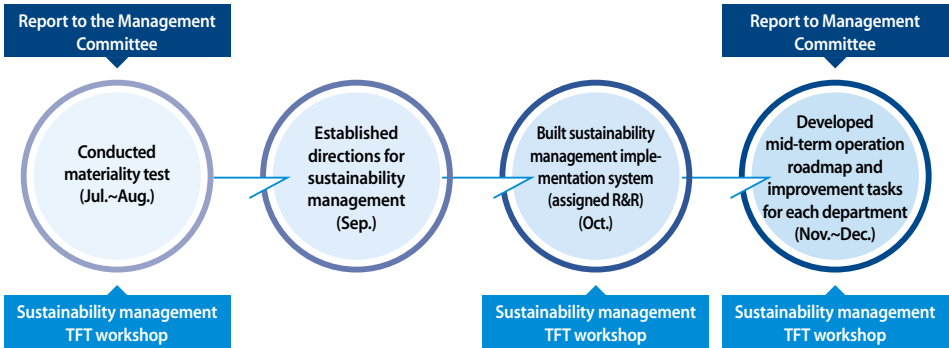 Report to the Management
Committee
Report to Management
Committee
Conducted
materiality test
(Jul.~Aug.)
Established
directions for
sustainability
management
(Sep.)
Built sustainability
management imple-
mentation system
(assigned R&R)
(Oct.)
Developed
mid-term operation
roadmap and
improvement tasks
for each department
(Nov.~Dec.)
Sustainability management
TFT workshop
Sustainability management
TFT workshop
Sustainability management
TFT workshop